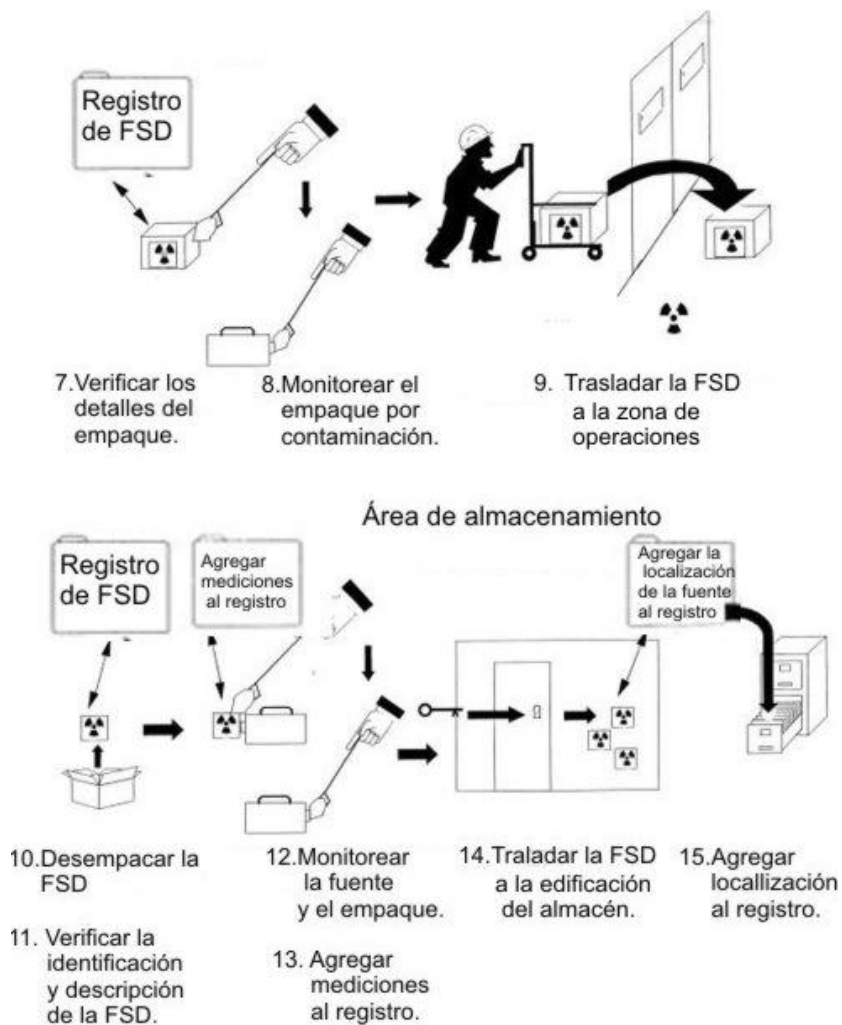 Registro
de FSD
7.Verificar los
detalles del
empaque.
8.Monitorear el
empaque por
contaminación.
9. Trasladar la FSD
a la zona de
operaciones
Área de almacenamiento
Registro
de FSD
Agregar
mediciones
al registro
Agregar la
localización
de la fuente
al registro
10.Desempacar la
FSD
11. Verificar la
identificación
y descripción
de la FSD.
12.Monitorear
la fuente
y el empaque.
13. Agregar
mediciones
al registro.
14.Traladar la FSD
a la edificación
del almacén.
15.Agregar
locallización
al registro.